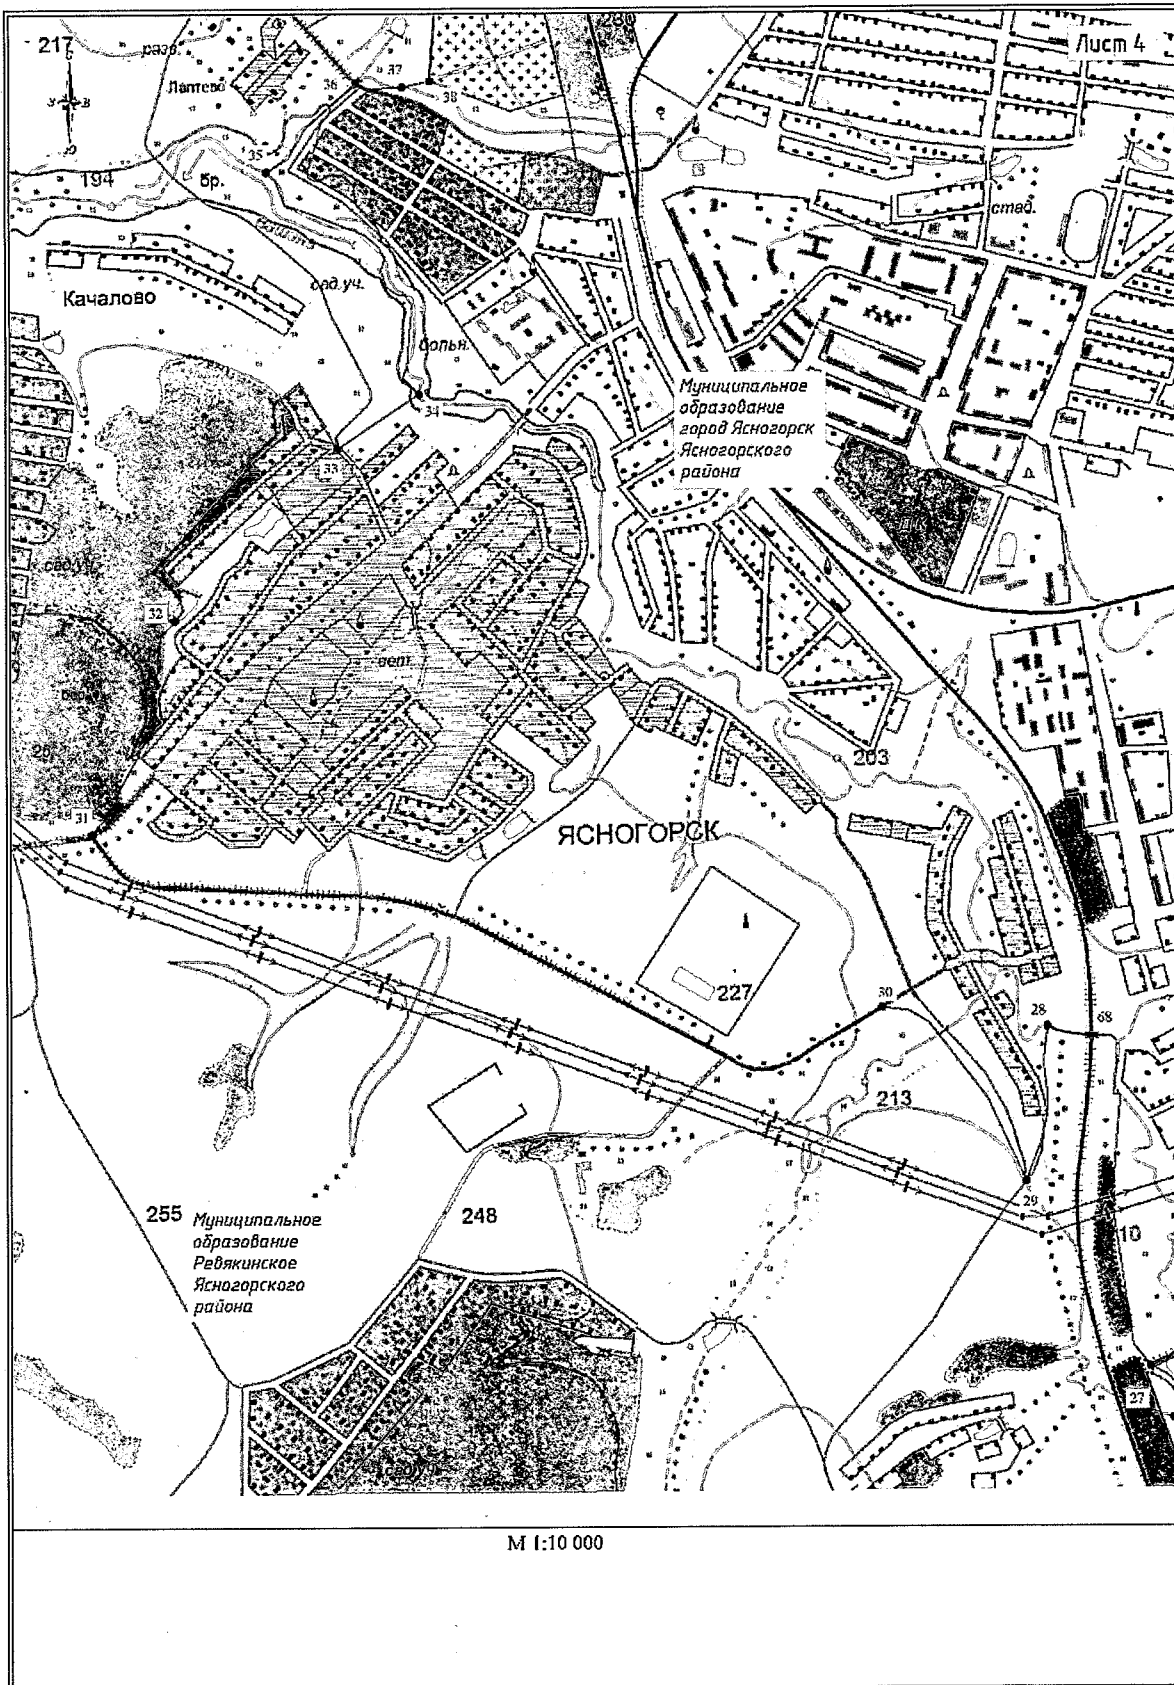 Лист 4
217
разв.
Лаптево
36
37
38
35
194
бр.
стад.
сад.уч.
Качалово
больн.
34
Муниципальное
образование
город Ясногорск
Ясногорского
района
33
32
вет.
203
31
ЯСНОГОРСК
227
30
28
68
213
29
255
Муниципальное
образование
Ревякинское
Ясногорского
района
248
10
27
М 1:10 000